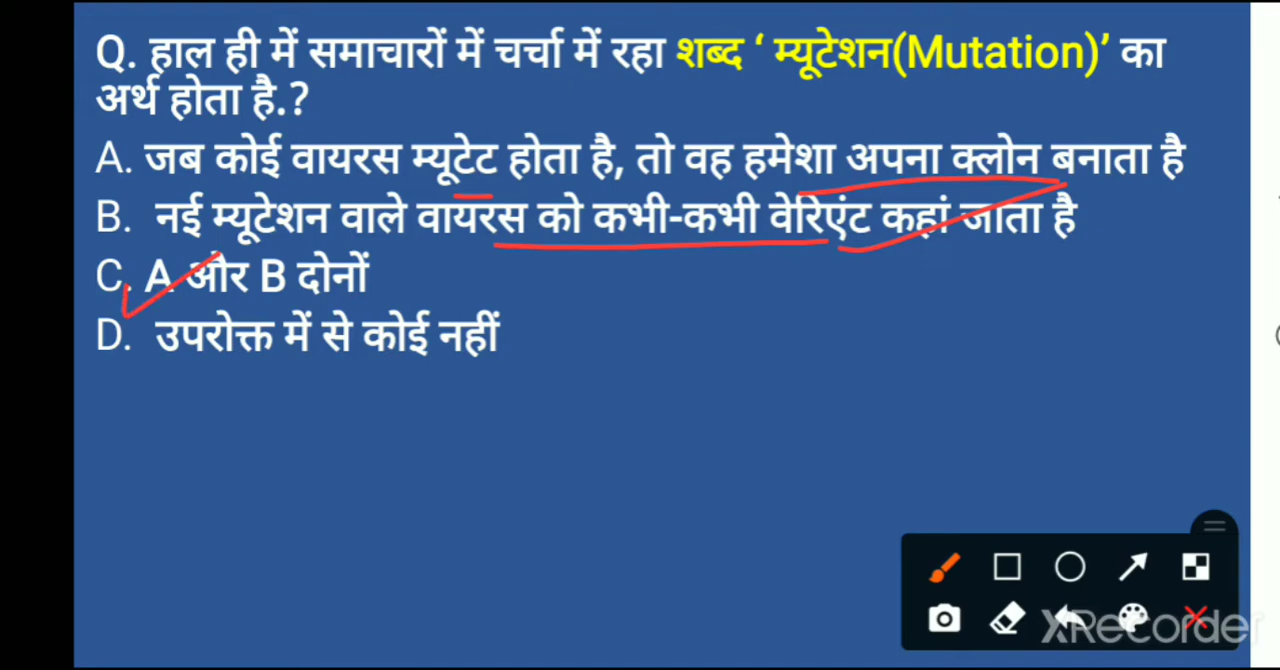 Q. हाल ही में समाचारों में चर्चा में रहा शब्द ‘ म्यूटेशन(Mutation)’ का
अर्थ होता है.?
A. जब कोई वायरस म्यूटेट होता है, तो वह हमेशा अपना क्लोन बनाता है
B. नई म्यूटेशन वाले वायरस को कभी-कभी वेरिएंट कहां जाता है
C. A और B दोनों
D. उपरोक्त में से कोई नहीं
XRecorder